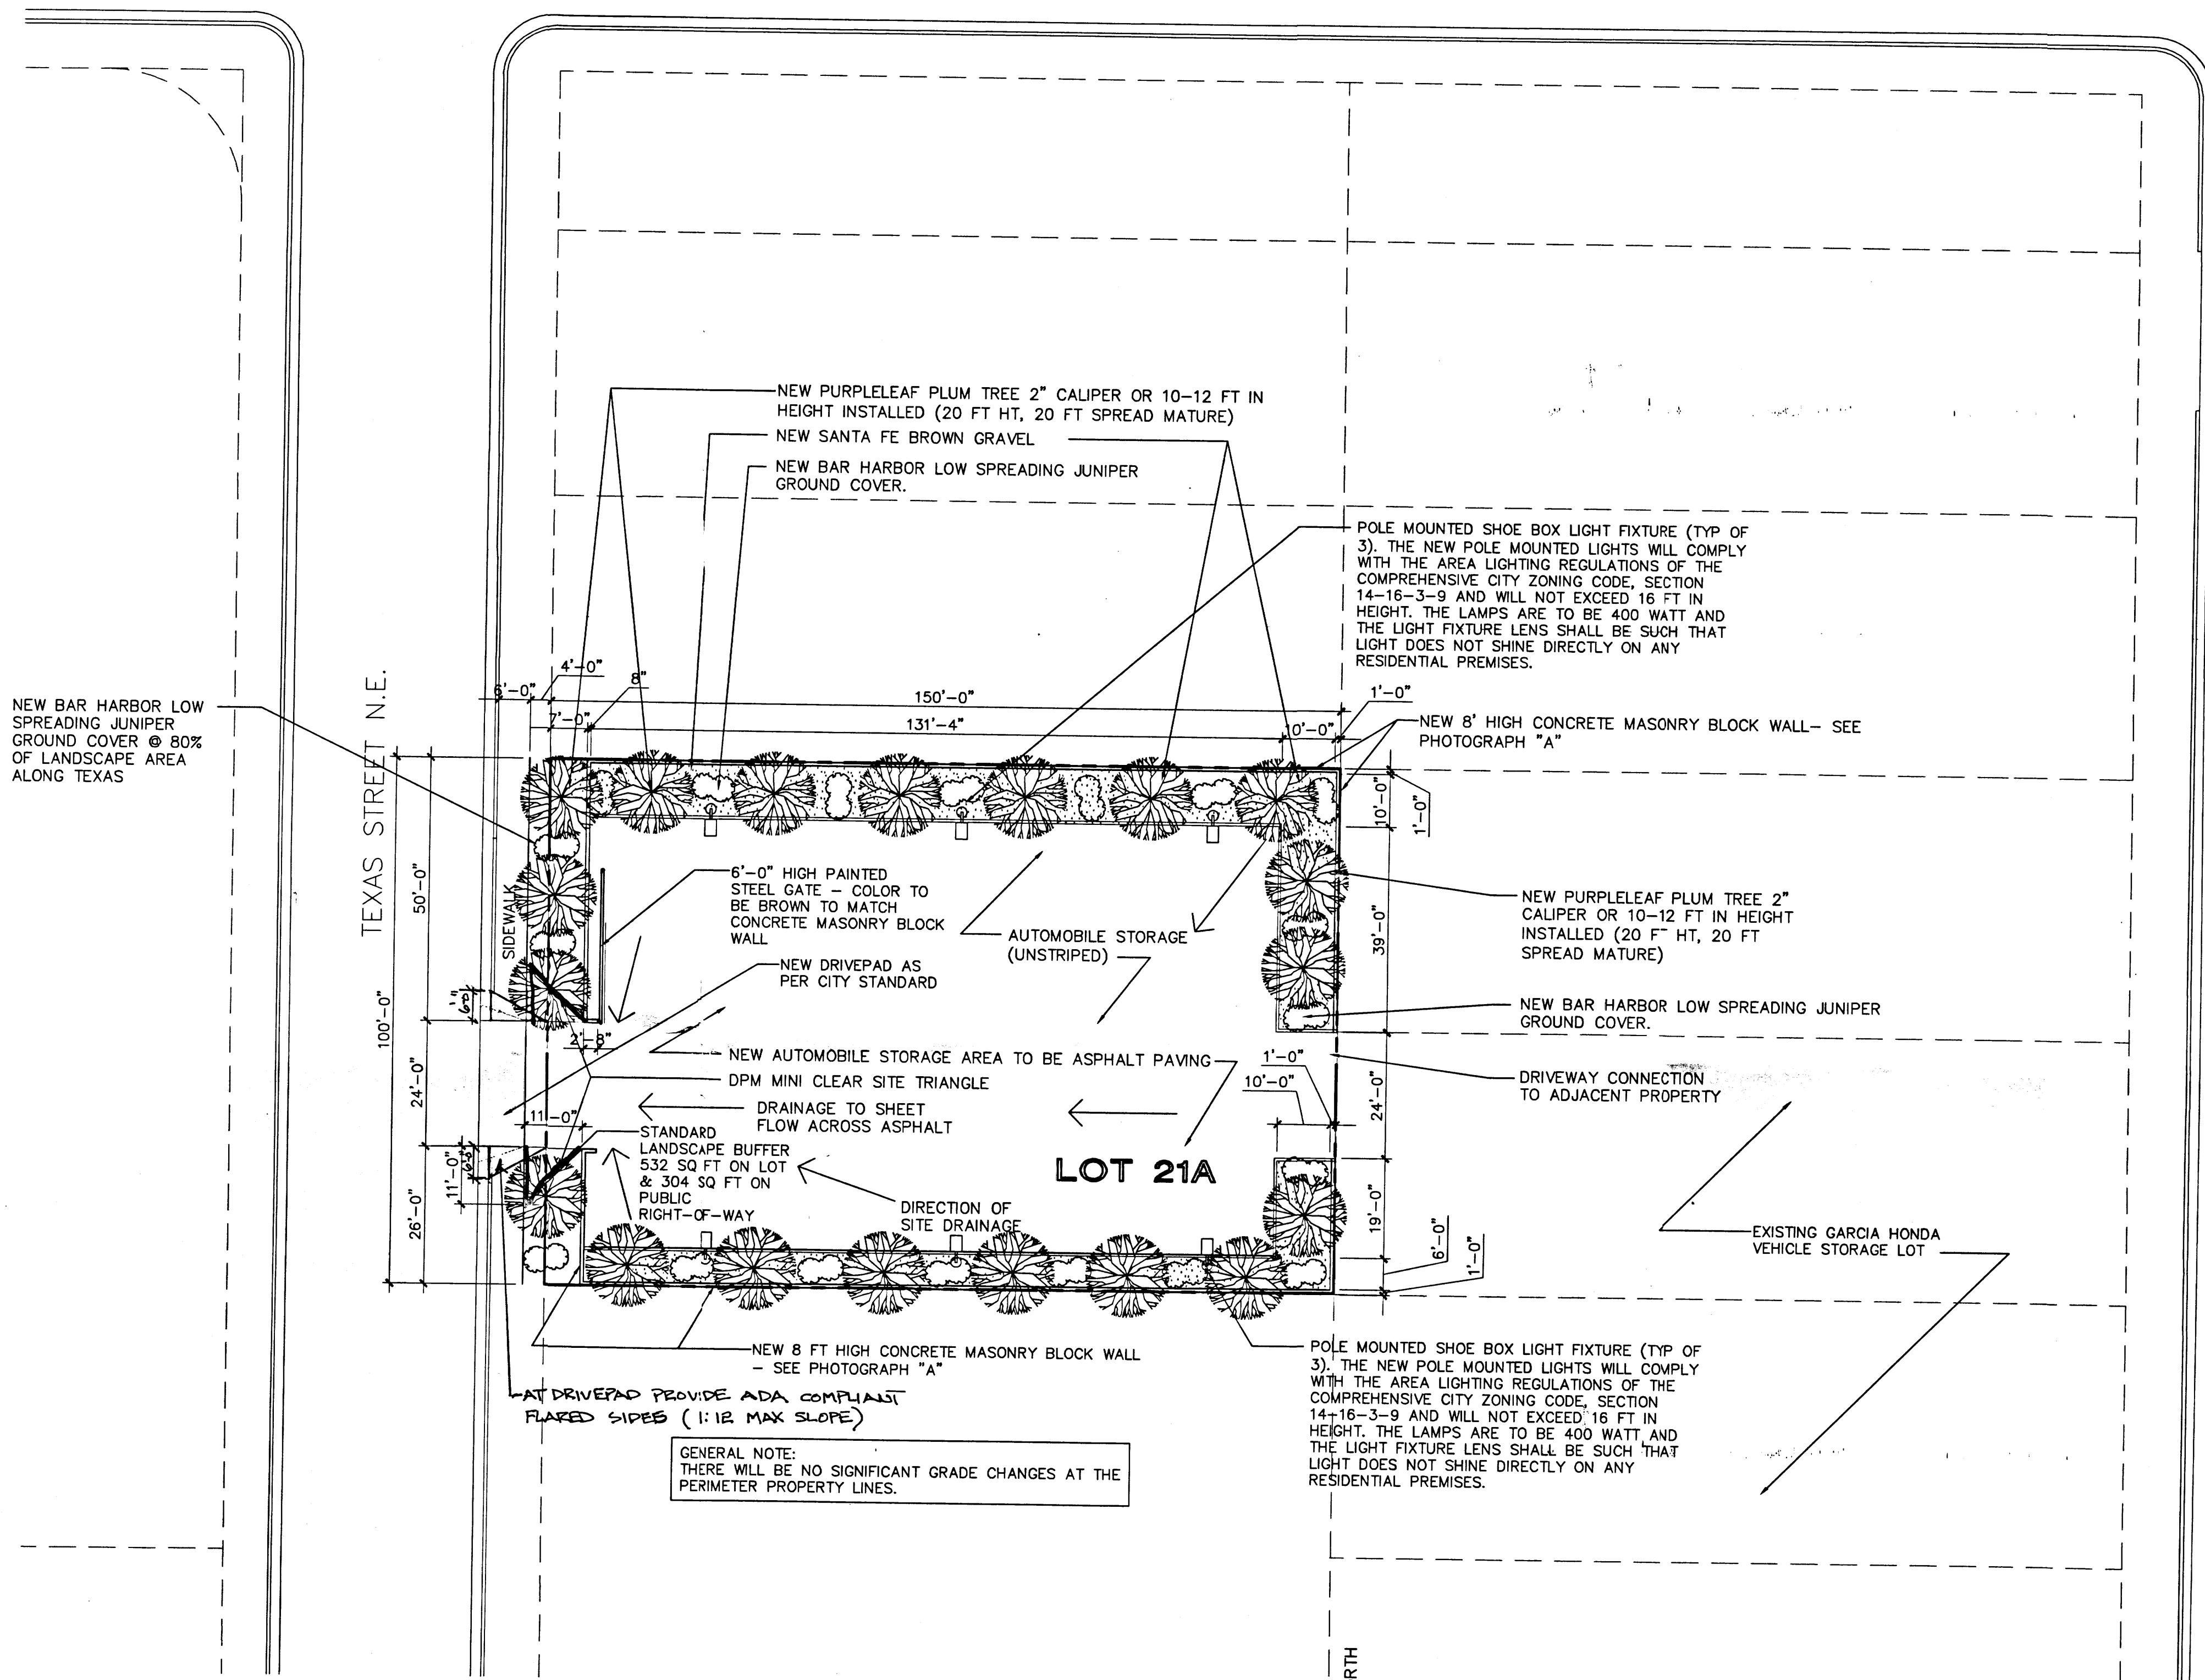 NEW PURPLELEAF PLUM TREE 2" CALIPER OR 10-12 FT IN
HEIGHT INSTALLED (20 FT HT, 20 FT SPREAD MATURE)
NEW SANTA FE BROWN GRAVEL
NEW BAR HARBOR LOW SPREADING JUNIPER
GROUND COVER.
POLE MOUNTED SHOE BOX LIGHT FIXTURE (TYP OF
3). THE NEW POLE MOUNTED LIGHTS WILL COMPLY
WITH THE AREA LIGHTING REGULATIONS OF THE
COMPREHENSIVE CITY ZONING CODE, SECTION
14-16-3-9 AND WILL NOT EXCEED 16 FT IN
HEIGHT. THE LAMPS ARE TO BE 400 WATT AND
THE LIGHT FIXTURE LENS SHALL BE SUCH THAT
LIGHT DOES NOT SHINE DIRECTLY ON ANY
RESIDENTIAL PREMISES.
NEW BAR HARBOR LOW
SPREADING JUNIPER
GROUND COVER @ 80%
OF LANDSCAPE AREA
ALONG TEXAS
TEXAS STREET N.E.
4'-0"
6'-0"
8"
150'-0"
7'-0"
131'-4"
10'-0"
1'-0"
NEW 8' HIGH CONCRETE MASONRY BLOCK WALL- SEE
PHOTOGRAPH "A"
10'-0"
1'-0"
50'-0"
SIDEWALK
6'-0" HIGH PAINTED
STEEL GATE - COLOR TO
BE BROWN TO MATCH
CONCRETE MASONRY BLOCK
WALL
AUTOMOBILE STORAGE
(UNSTRIPED)
39'-0"
NEW PURPLELEAF PLUM TREE 2"
CALIPER OR 10-12 FT IN HEIGHT
INSTALLED (20 F HT, 20 FT
SPREAD MATURE)
NEW DRIVEPAD AS
PER CITY STANDARD
NEW BAR HARBOR LOW SPREADING JUNIPER
GROUND COVER.
100'-0"
6'-0"
2'-8"
NEW AUTOMOBILE STORAGE AREA TO BE ASPHALT PAVING
1'-0"
DPM MINI CLEAR SITE TRIANGLE
10'-0"
DRIVEWAY CONNECTION
TO ADJACENT PROPERTY
24'-0"
24'-0"
11'-0"
DRAINAGE TO SHEET
FLOW ACROSS ASPHALT
STANDARD
LANDSCAPE BUFFER
532 SQ FT ON LOT
& 304 SQ FT ON
PUBLIC
RIGHT-OF-WAY
LOT 21A
6'-0"
11'-0"
26'-0"
DIRECTION OF
SITE DRAINAGE
19'-0"
6'-0"
1'-0"
EXISTING GARCIA HONDA
VEHICLE STORAGE LOT
NEW 8 FT HIGH CONCRETE MASONRY BLOCK WALL
- SEE PHOTOGRAPH "A"
POLE MOUNTED SHOE BOX LIGHT FIXTURE (TYP OF
3). THE NEW POLE MOUNTED LIGHTS WILL COMPLY
WITH THE AREA LIGHTING REGULATIONS OF THE
COMPREHENSIVE CITY ZONING CODE, SECTION
14-16-3-9 AND WILL NOT EXCEED 16 FT IN
HEIGHT. THE LAMPS ARE TO BE 400 WATT AND
THE LIGHT FIXTURE LENS SHALL BE SUCH THAT
LIGHT DOES NOT SHINE DIRECTLY ON ANY
RESIDENTIAL PREMISES.
AT DRIVEPAD PROVIDE ADA COMPLIANT
FLARED SIDES (1:12 MAX SLOPE)
GENERAL NOTE:
THERE WILL BE NO SIGNIFICANT GRADE CHANGES AT THE
PERIMETER PROPERTY LINES.
RTH